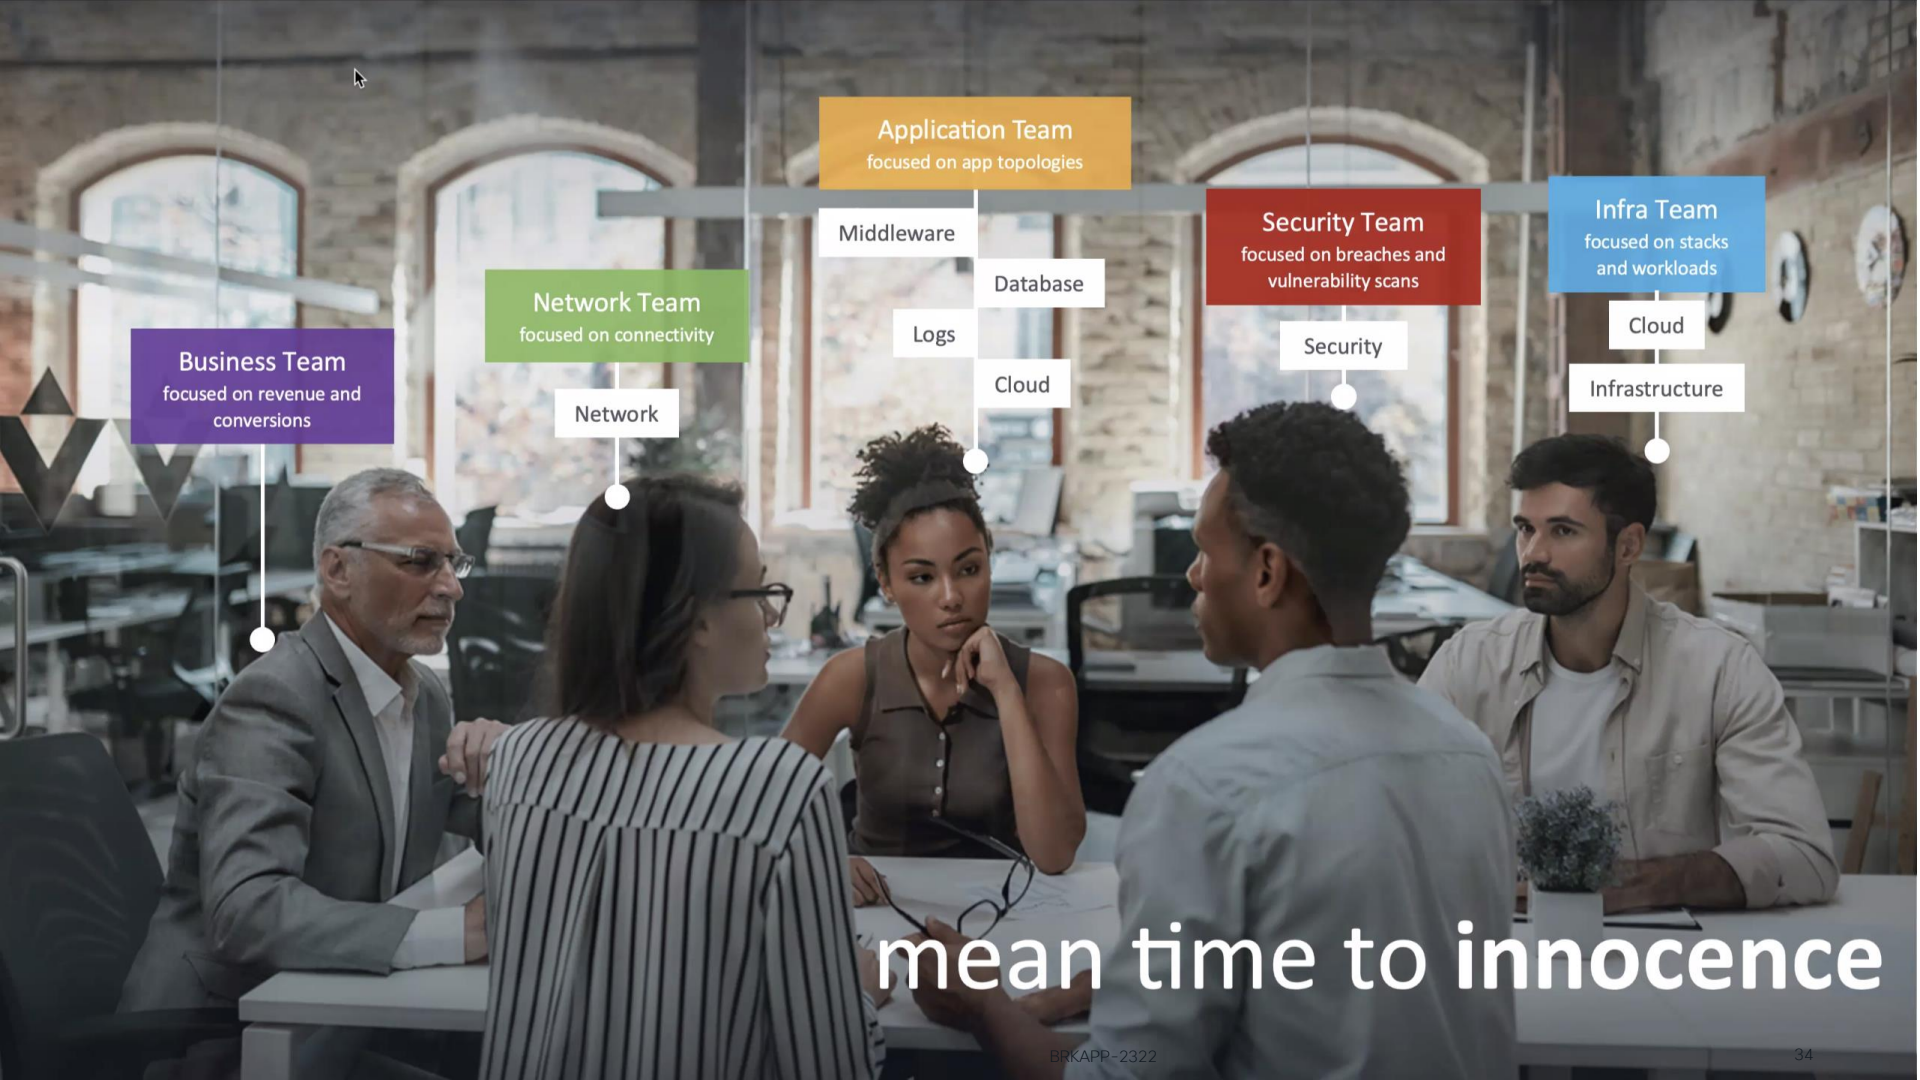 Application Team
focused on app topologies
Middleware
Database
Logs
Cloud
Security Team
focused on breaches and
vulnerability scans
Security
Infra Team
focused on stacks
and workloads
Cloud
Infrastructure
Network Team
focused on connectivity
Network
Business Team
focused on revenue and
conversions
mean time to innocence
BRKAPP-2322
34